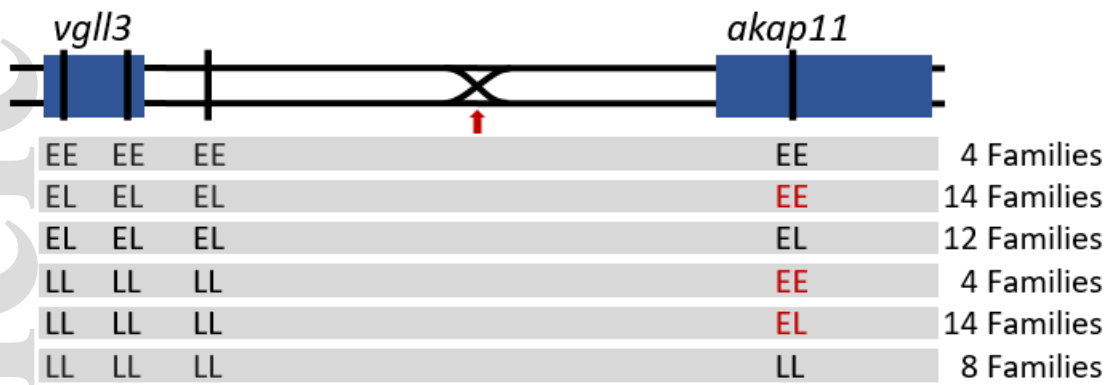 vgll3 akap11
EE EE EE EE 4 Families
EL EL EL EE 14 Families
EL EL EL EL 12 Families
LL LL LL EE 4 Families
LL LL LL EL 14 Families
LL LL LL LL 8 Families